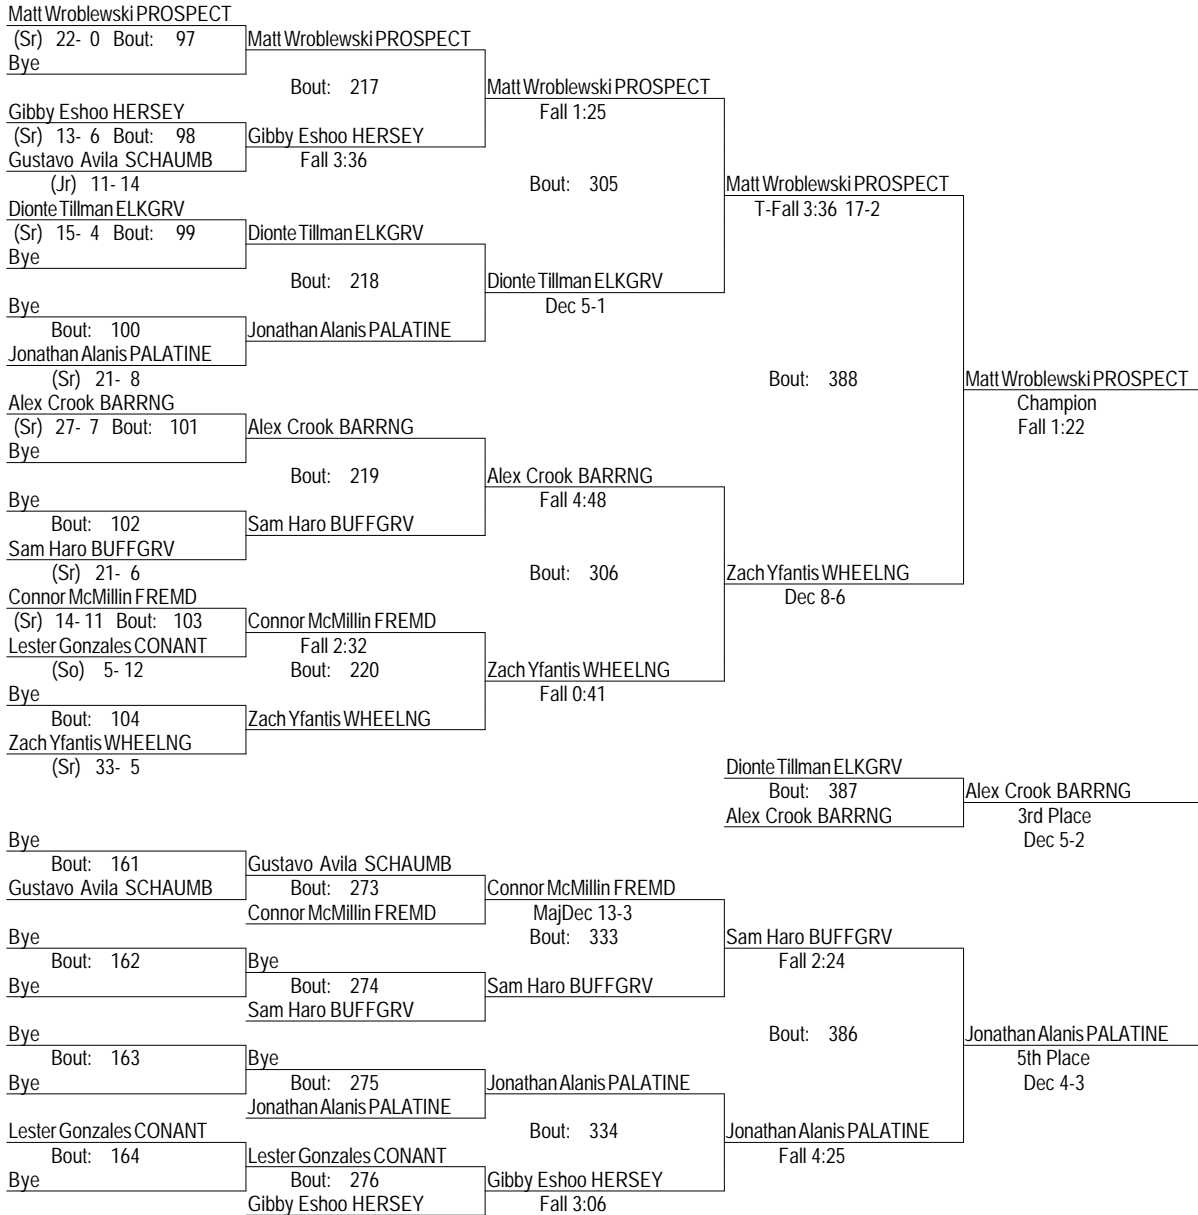 Matt Wroblewski PROSPECT
(Sr) 22- 0 Bout: 97
Matt Wroblewski PROSPECT
Bye
Bout: 217
Matt Wroblewski PROSPECT
Gibby Eshoo HERSEY
Fall 1:25
(Sr) 13- 6 Bout: 98
Gibby Eshoo HERSEY
Gustavo Avila SCHAUMB
Fall 3:36
(Jr) 11- 14
Bout: 305
Matt Wroblewski PROSPECT
Dionte Tillman ELKGRV
T-Fall 3:36 17-2
(Sr) 15- 4 Bout: 99
Dionte Tillman ELKGRV
Bye
Bout: 218
Dionte Tillman ELKGRV
Bye
Dec 5-1
Bout: 100
Jonathan Alanis PALATINE
Jonathan Alanis PALATINE
(Sr) 21- 8
Bout: 388
Matt Wroblewski PROSPECT
Alex Crook BARRNG
Champion
(Sr) 27- 7 Bout: 101
Alex Crook BARRNG
Fall 1:22
Bye
Bout: 219
Alex Crook BARRNG
Bye
Fall 4:48
Bout: 102
Sam Haro BUFFGRV
Sam Haro BUFFGRV
(Sr) 21- 6
Bout: 306
Zach Yfantis WHEELNG
Connor McMillin FREMD
Dec 8-6
(Sr) 14- 11 Bout: 103
Connor McMillin FREMD
Lester Gonzales CONANT
Fall 2:32
(So) 5- 12
Bout: 220
Zach Yfantis WHEELNG
Bye
Fall 0:41
Bout: 104
Zach Yfantis WHEELNG
Zach Yfantis WHEELNG
(Sr) 33- 5
Dionte Tillman ELKGRV
Bout: 387
Alex Crook BARRNG
Alex Crook BARRNG
3rd Place
Dec 5-2
Bye
Bout: 161
Gustavo Avila SCHAUMB
Gustavo Avila SCHAUMB
Bout: 273
Connor McMillin FREMD
Connor McMillin FREMD
MajDec 13-3
Bye
Bout: 333
Sam Haro BUFFGRV
Bout: 162
Bye
Fall 2:24
Bye
Bout: 274
Sam Haro BUFFGRV
Sam Haro BUFFGRV
Bye
Bout: 386
Jonathan Alanis PALATINE
Bout: 163
Bye
5th Place
Bye
Bout: 275
Jonathan Alanis PALATINE
Dec 4-3
Jonathan Alanis PALATINE
Lester Gonzales CONANT
Bout: 334
Jonathan Alanis PALATINE
Bout: 164
Lester Gonzales CONANT
Fall 4:25
Bye
Bout: 276
Gibby Eshoo HERSEY
Gibby Eshoo HERSEY
Fall 3:06